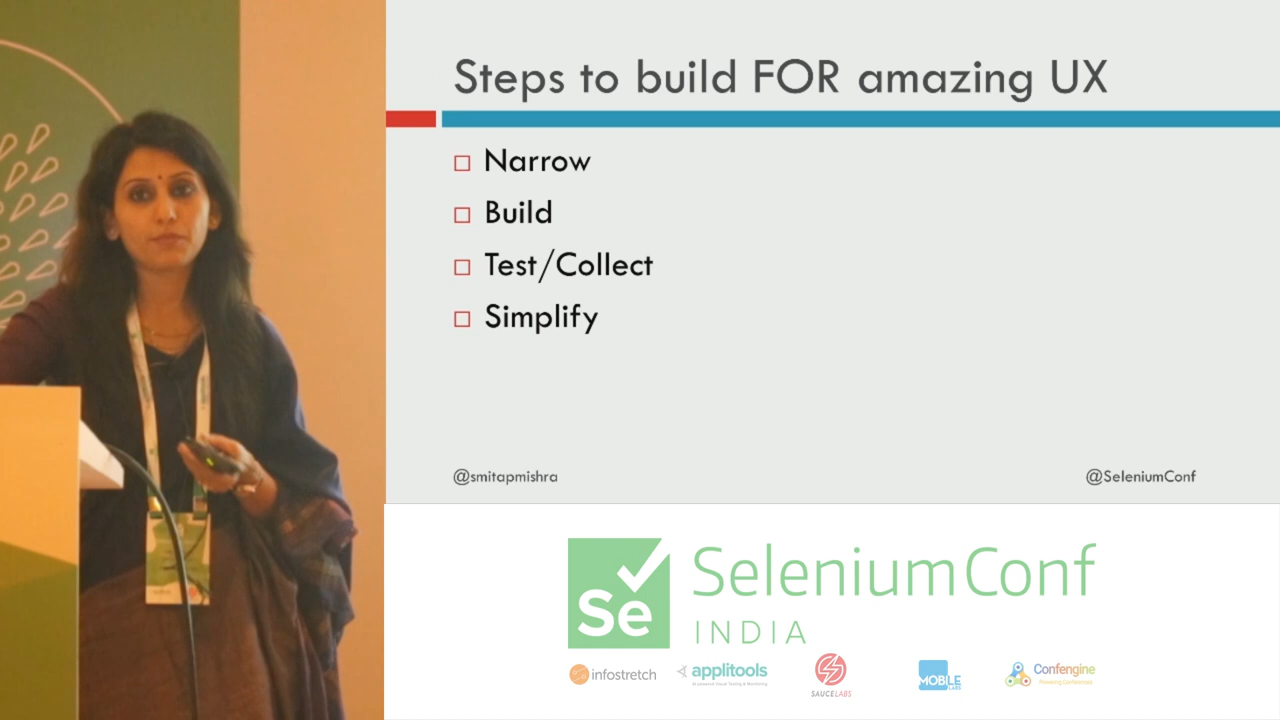 Steps to build FOR amazing UX
Narrow
Build
Test/Collect
Simplify
@smitapmishra
@SeleniumConf
Se
SeleniumConf
INDIA
infostretch
applitools
SAUCELABS
MOBILE
LABS
Confengine